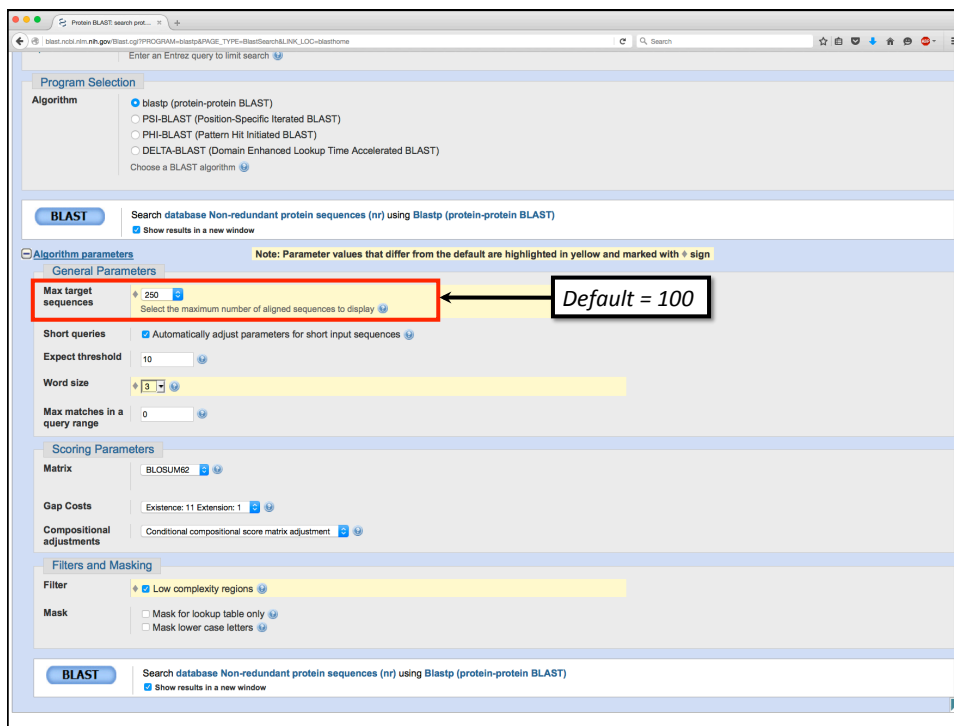 Protein BLAST: search prot...
blast.ncbi.nlm.nih.gov/Blast.cgi?PROGRAM=blastp&PAGE_TYPE=BlastSearch&LINK_LOC=blasthome
Search
Enter an Entrez query to limit search
Program Selection
Algorithm
blastp (protein-protein BLAST)
PSI-BLAST (Position-Specific Iterated BLAST)
PHI-BLAST (Pattern Hit Initiated BLAST)
DELTA-BLAST (Domain Enhanced Lookup Time Accelerated BLAST)
Choose a BLAST algorithm
BLAST
Search database Non-redundant protein sequences (nr) using Blastp (protein-protein BLAST)
Show results in a new window
Algorithm parameters
Note: Parameter values that differ from the default are highlighted in yellow and marked with ♦ sign
General Parameters
Max target sequences
250
Select the maximum number of aligned sequences to display
Default = 100
Short queries
Automatically adjust parameters for short input sequences
Expect threshold
10
Word size
3
Max matches in a query range
0
Scoring Parameters
Matrix
BLOSUM62
Gap Costs
Existence: 11 Extension: 1
Compositional adjustments
Conditional compositional score matrix adjustment
Filters and Masking
Filter
Low complexity regions
Mask
Mask for lookup table only
Mask lower case letters
BLAST
Search database Non-redundant protein sequences (nr) using Blastp (protein-protein BLAST)
Show results in a new window